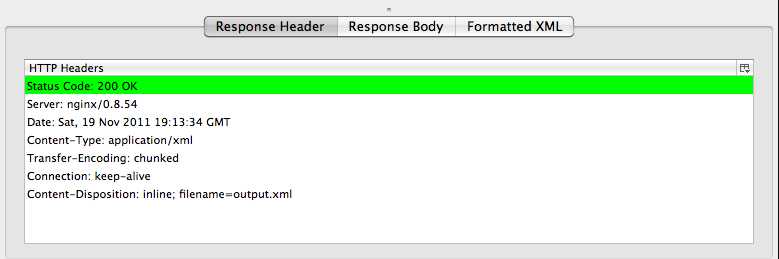 Response Header Response Body Formatted XML
HTTP Headers
Status Code: 200 OK
Server: nginx/0.8.54
Date: Sat, 19 Nov 2011 19:13:34 GMT
Content-Type: application/xml
Transfer-Encoding: chunked
Connection: keep-alive
Content-Disposition: inline; filename=output.xml